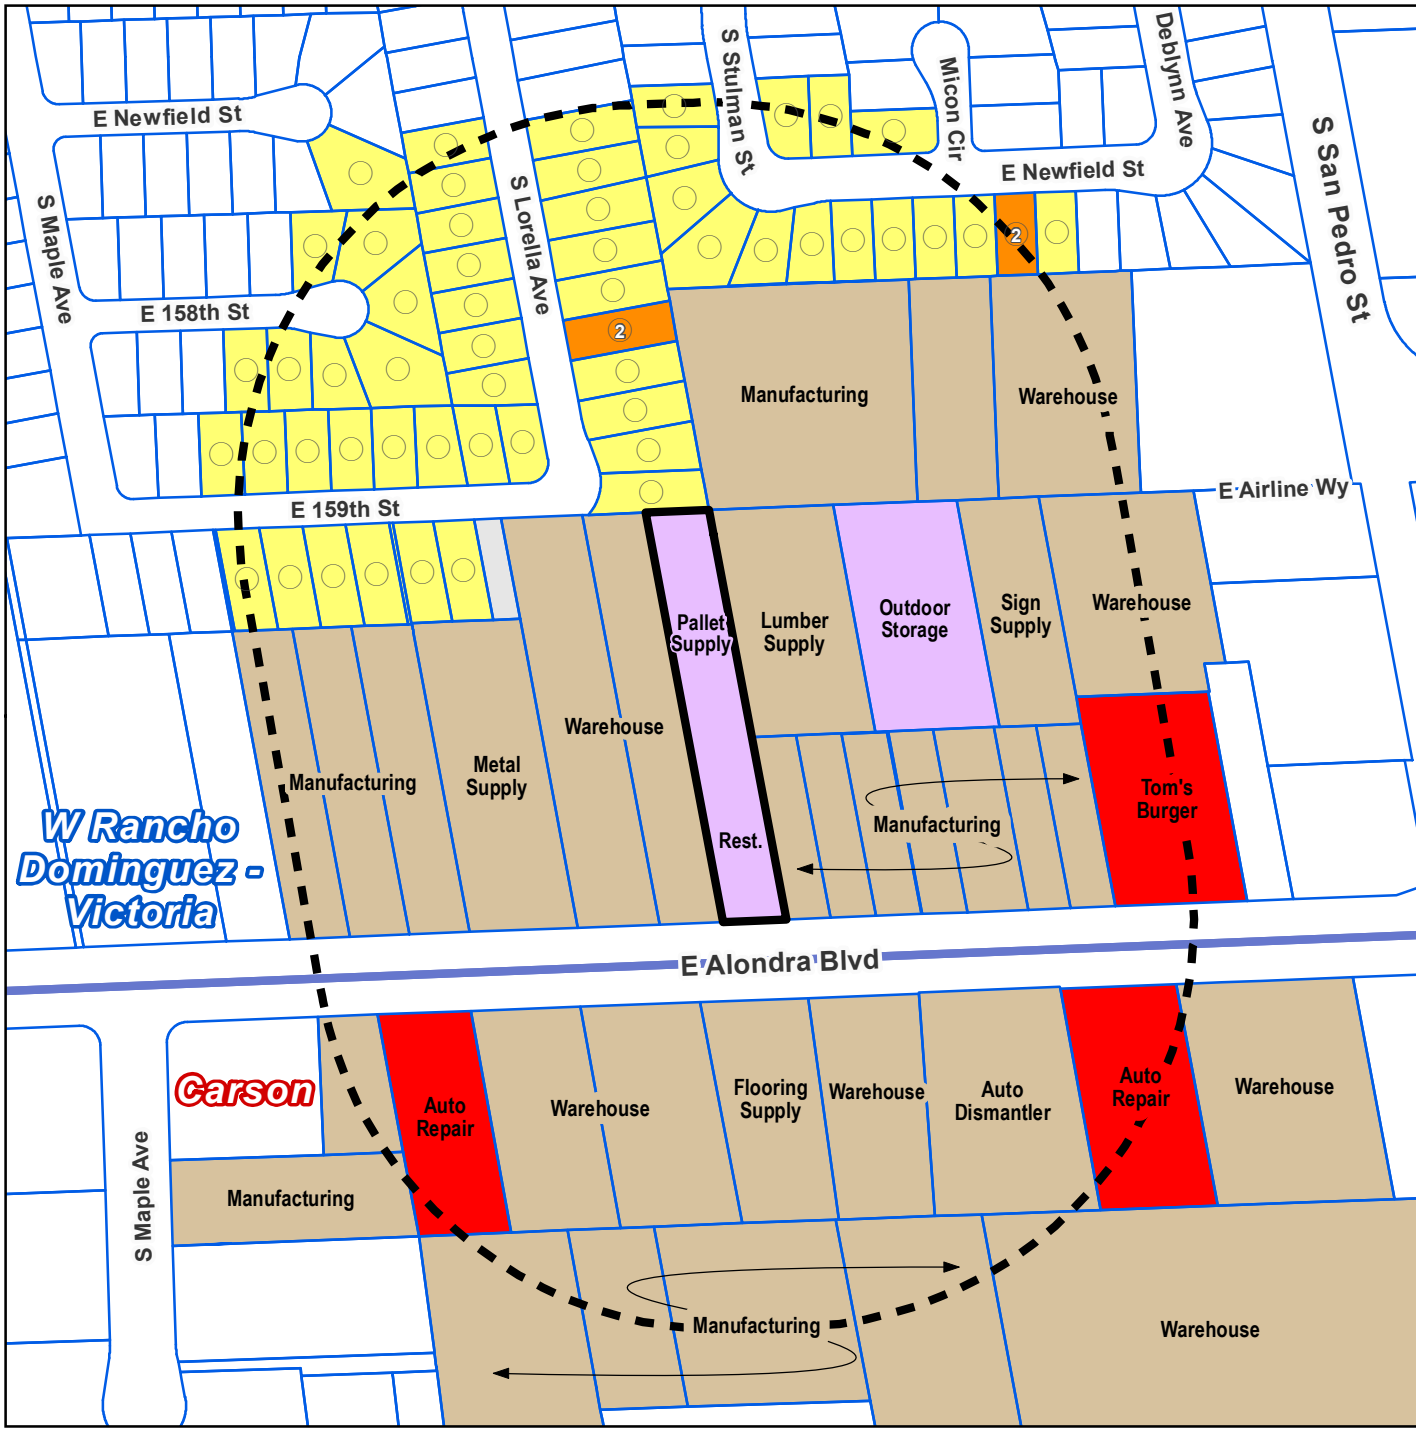 E Newfield St
S Stulman St
Micon Cir
Deblynn Ave
S San Pedro St
E Newfield St
S Maple Ave
S Lorella Ave
2
E 158th St
2
Manufacturing
Warehouse
E Airline Wy
E 159th St
Pallet
Supply
Lumber
Supply
Outdoor
Storage
Sign
Supply
Warehouse
Warehouse
Metal
Supply
Manufacturing
Tom's
Burger
Manufacturing
Rest.
W Rancho
Dominguez -
Victoria
E Alondra Blvd
Carson
Auto
Repair
Warehouse
Flooring
Supply
Warehouse
Auto
Dismantler
Auto
Repair
Warehouse
S Maple Ave
Manufacturing
Manufacturing
Warehouse